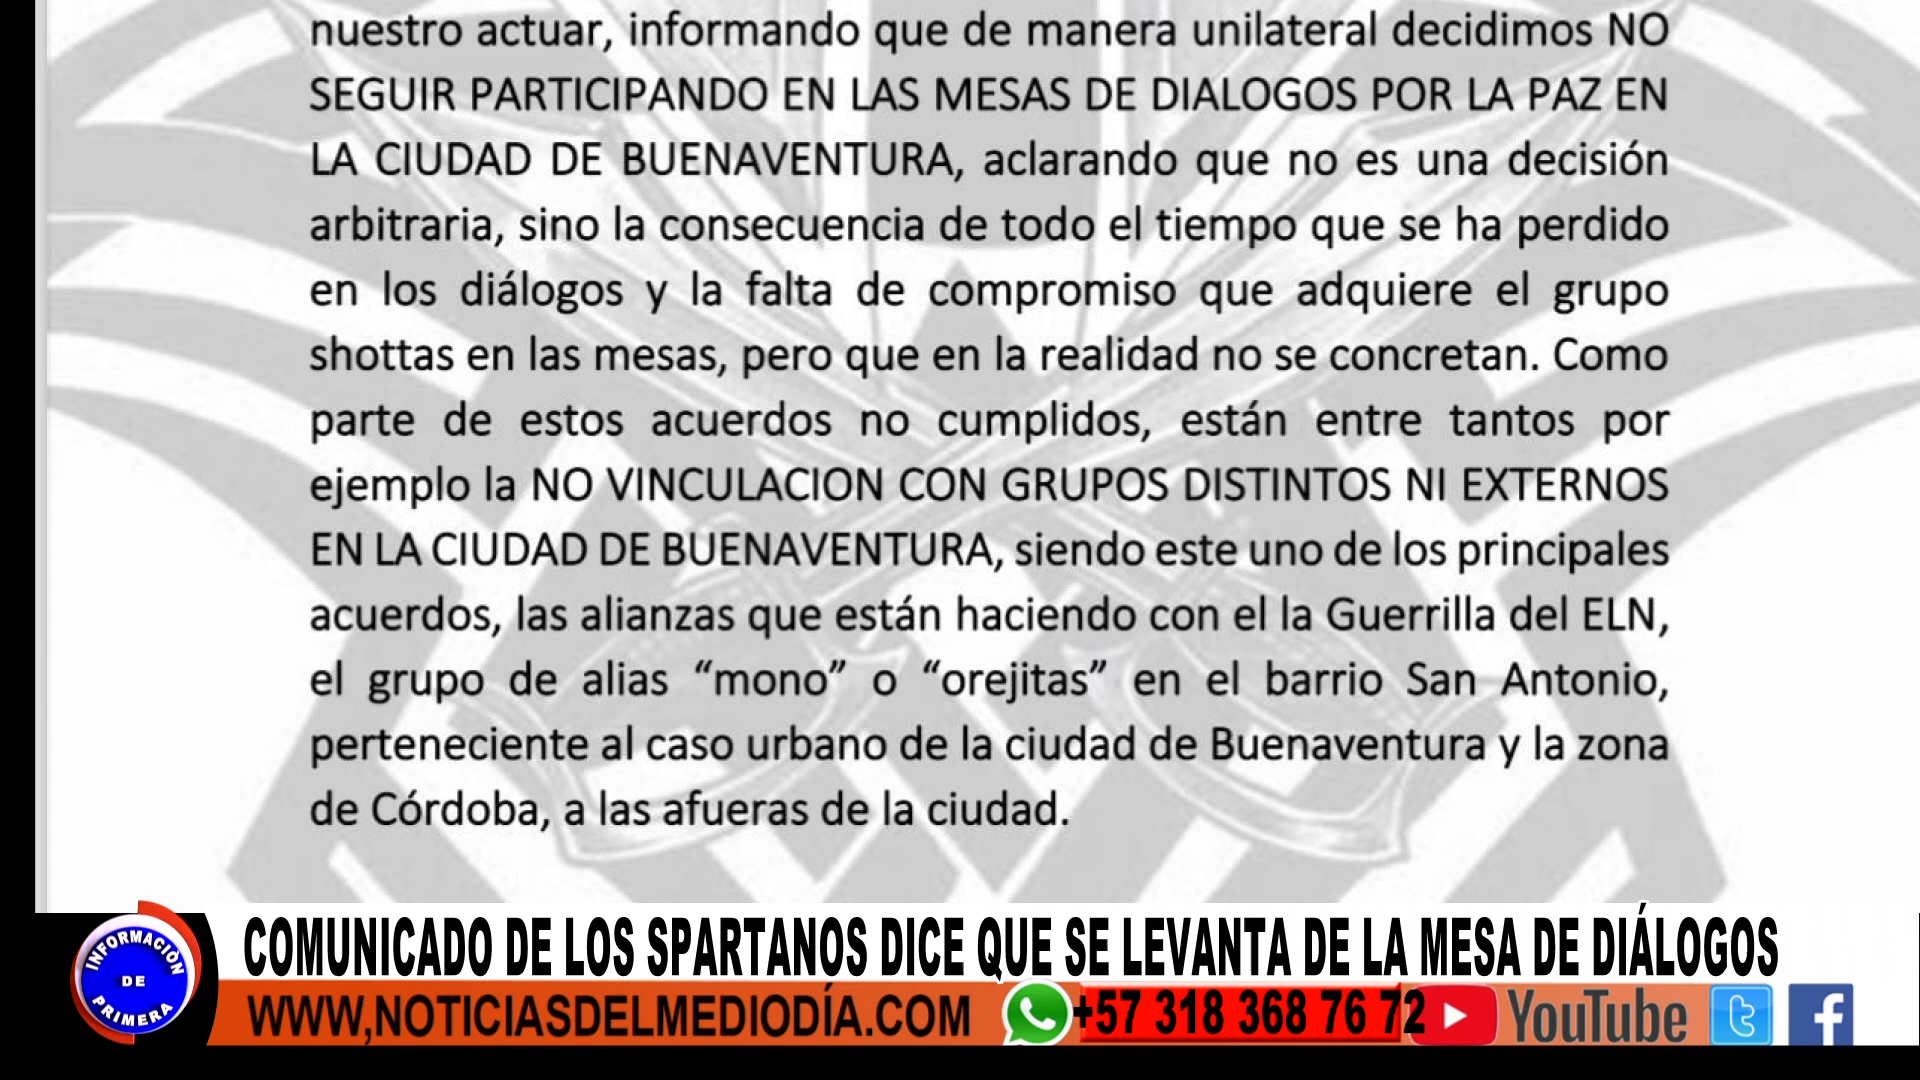 nuestro actuar, informando que de manera unilateral decidimos NO
SEGUIR PARTICIPANDO EN LAS MESAS DE DIALOGOS POR LA PAZ EN
LA CIUDAD DE BUENAVENTURA, aclarando que no es una decisión
arbitraria, sino la consecuencia de todo el tiempo que se ha perdido
en los diálogos y la falta de compromiso que adquiere el grupo
shottas en las mesas, pero que en la realidad no se concretan. Como
parte de estos acuerdos no cumplidos, están entre tantos por
ejemplo la NO VINCULACION CON GRUPOS DISTINTOS NI EXTERNOS
EN LA CIUDAD DE BUENAVENTURA, siendo este uno de los principales
acuerdos, las alianzas que están haciendo con el la Guerrilla del ELN,
el grupo de alias “mono” o “orejitas” en el barrio San Antonio,
perteneciente al caso urbano de la ciudad de Buenaventura y la zona
de Córdoba, a las afueras de la ciudad.
INFORMACIÓN
DE
PRIMERA
COMUNICADO DE LOS SPARTANOS DICE QUE SE LEVANTA DE LA MESA DE DIÁLOGOS
WWW,NOTICIASDELMEDIODÍA.COM
+57 318 368 76 72
YouTube